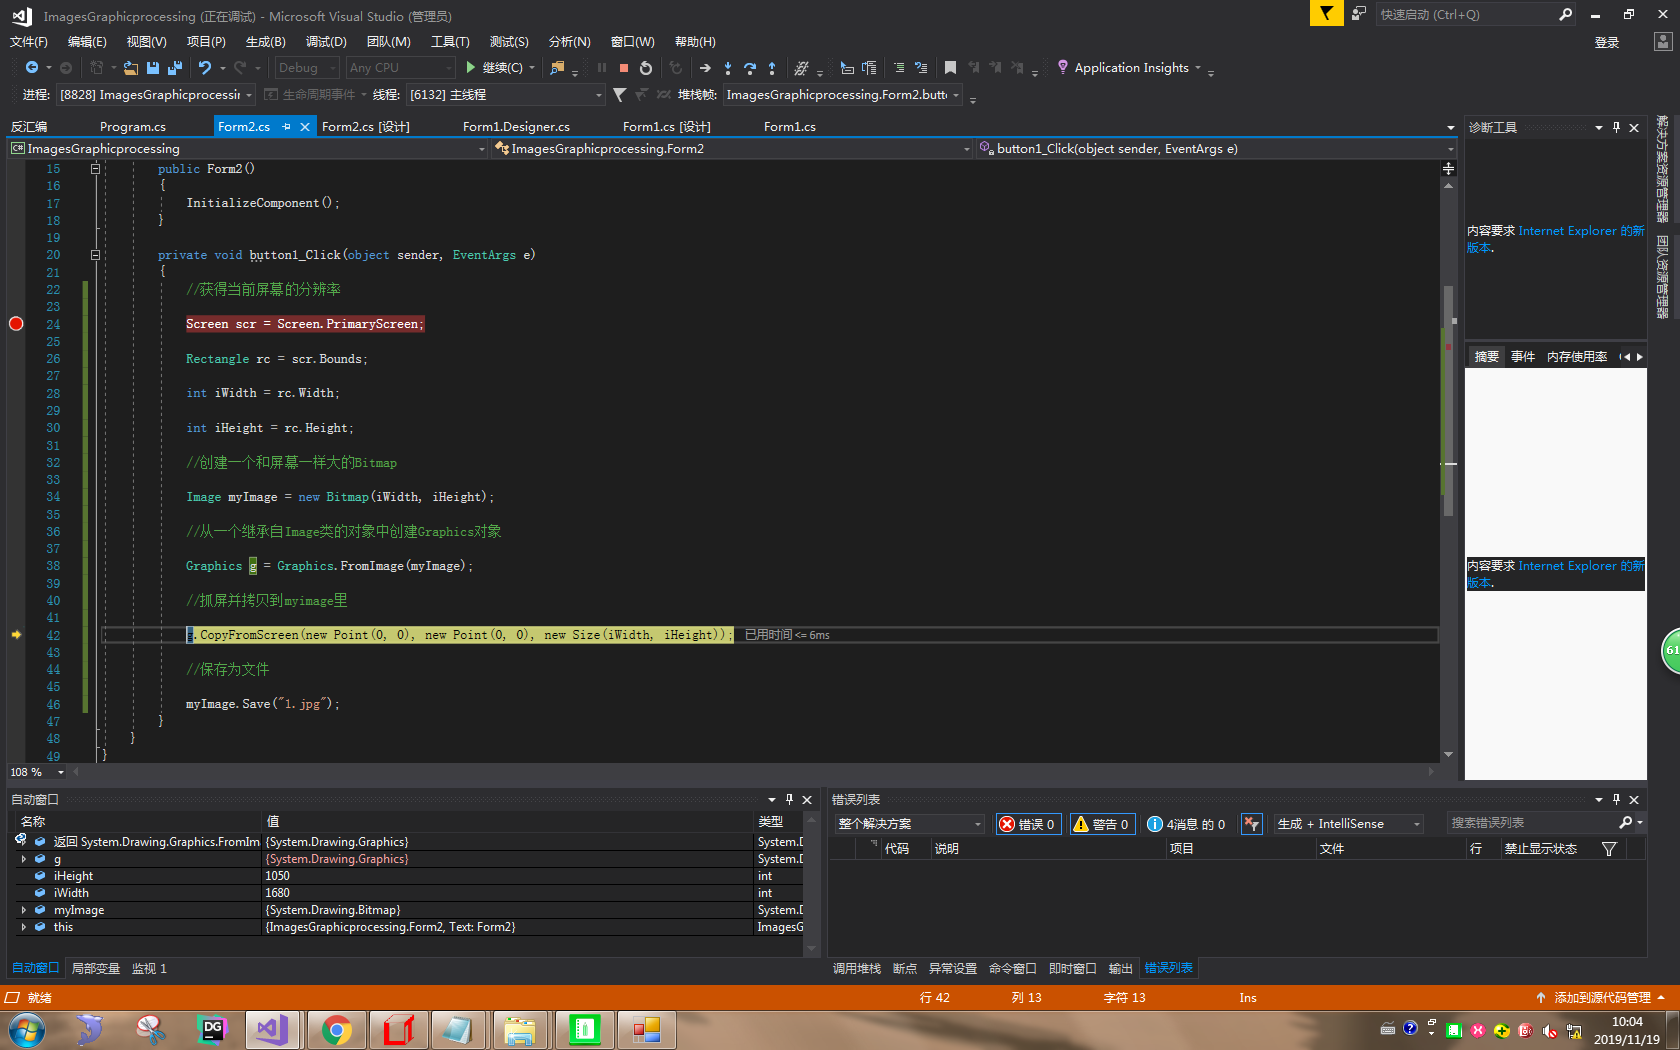 ImagesGraphicprocessing (正在调试) - Microsoft Visual Studio (管理员)
快速启动 (Ctrl+Q)
文件(F) 编辑(E) 视图(V) 项目(P) 生成(B) 调试(D) 团队(M) 工具(T) 测试(S) 分析(N) 窗口(W) 帮助(H)
登录
Debug Any CPU 继续(C) Application Insights
进程: [8828] ImagesGraphicprocessin 生命周期事件 线程: [6132] 主线程 堆栈帧: ImagesGraphicprocessing.Form2.butt
反汇编 Program.cs Form2.cs Form2.cs [设计] Form1.Designer.cs Form1.cs [设计] Form1.cs
ImagesGraphicprocessing ImagesGraphicprocessing.Form2 button1_Click(object sender, EventArgs e)
15 public Form2()
16 {
17 InitializeComponent();
18 }
19
20 private void button1_Click(object sender, EventArgs e)
21 {
22 //获得当前屏幕的分辨率
23
24 Screen scr = Screen.PrimaryScreen;
25
26 Rectangle rc = scr.Bounds;
27
28 int iWidth = rc.Width;
29
30 int iHeight = rc.Height;
31
32 //创建一个和屏幕一样大的Bitmap
33
34 Image myImage = new Bitmap(iWidth, iHeight);
35
36 //从一个继承自Image类的对象中创建Graphics对象
37
38 Graphics g = Graphics.FromImage(myImage);
39
40 //抓屏并拷贝到myimage里
41
42 g.CopyFromScreen(new Point(0, 0), new Point(0, 0), new Size(iWidth, iHeight)); 已用时间 <= 6ms
43
44 //保存为文件
45
46 myImage.Save("1.jpg");
47 }
48 }
49 }
108 %
诊断工具
内容要求 Internet Explorer 的新
版本.
摘要 事件 内存使用率
内容要求 Internet Explorer 的新
版本.
解决方案资源管理器
团队资源管理器
61
自动窗口
名称 值 类型
返回 System.Drawing.Graphics.FromIm {System.Drawing.Graphics} System.D
g {System.Drawing.Graphics} System.D
iHeight 1050 int
iWidth 1680 int
myImage {System.Drawing.Bitmap} System.D
this {ImagesGraphicprocessing.Form2, Text: Form2} ImagesG
自动窗口 局部变量 监视 1
错误列表
整个解决方案 错误 0 警告 0 4消息 的 0 生成 + IntelliSense 搜索错误列表
代码 说明 项目 文件 行 禁止显示状态
调用堆栈 断点 异常设置 命令窗口 即时窗口 输出 错误列表
就绪 行 42 列 13 字符 13 Ins 添加到源代码管理
DG
10:04
2019/11/19